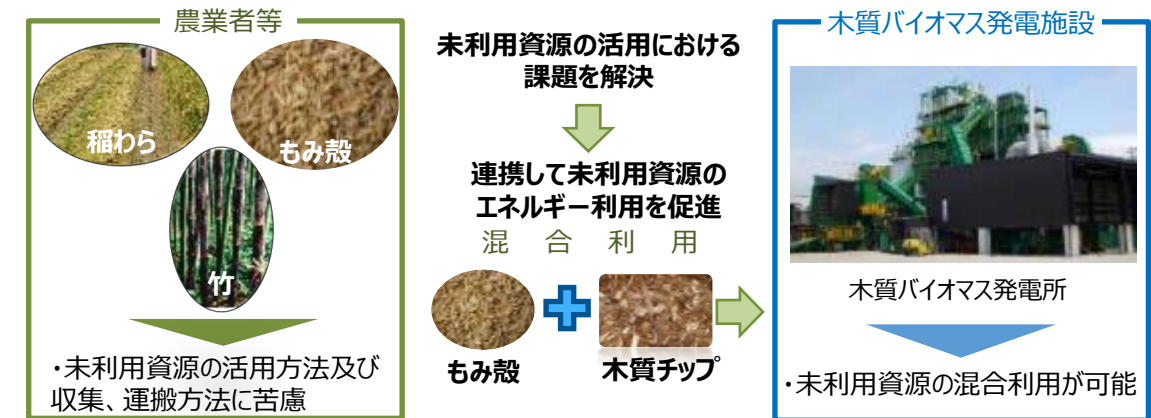 農業者等
稲わら
もみ殻
竹
・未利用資源の活用方法及び
収集、運搬方法に苦慮
未利用資源の活用における
課題を解決
連携して未利用資源の
エネルギー利用を促進
混合利用
もみ殻
木質チップ
木質バイオマス発電施設
木質バイオマス発電所
・未利用資源の混合利用が可能